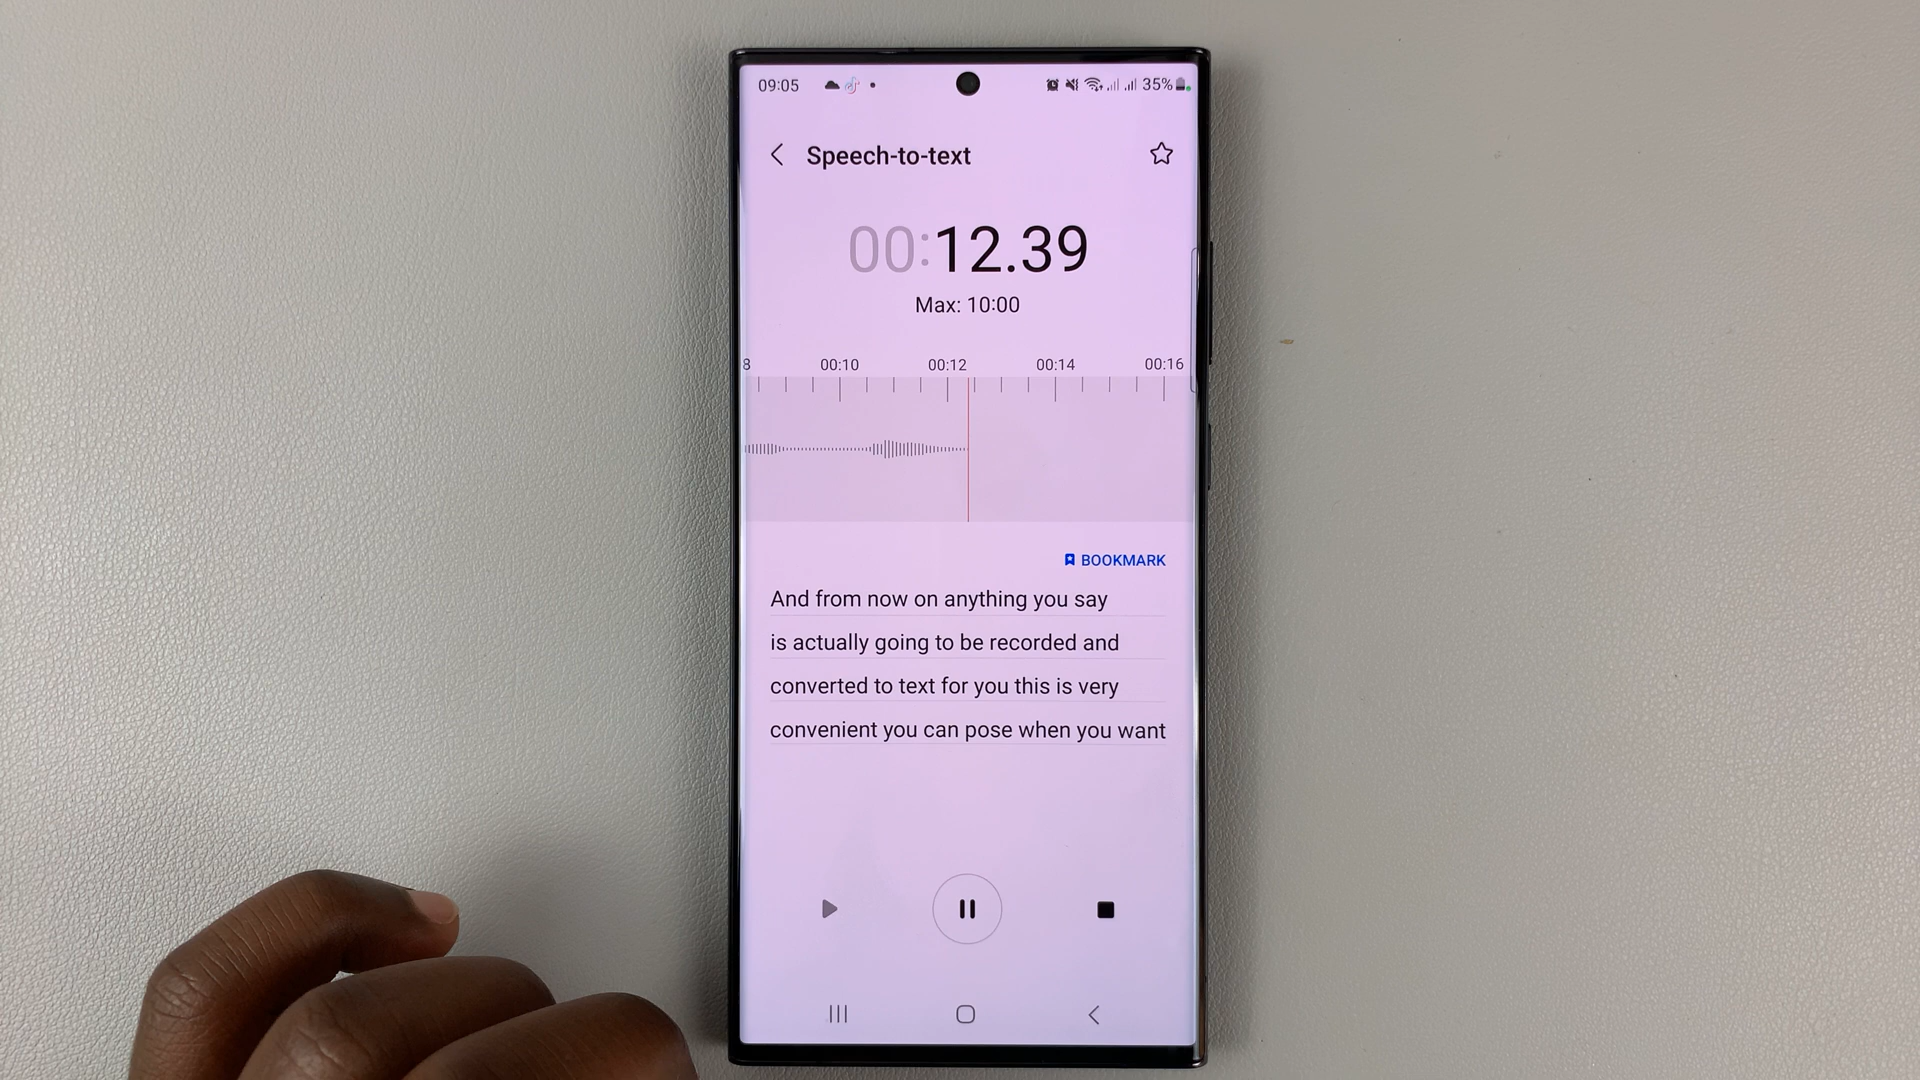 09:05 35%
Speech-to-text
00:12.39
Max: 10:00
8 00:10 00:12 00:14 00:16
BOOKMARK
And from now on anything you say
is actually going to be recorded and
converted to text for you this is very
convenient you can pose when you want